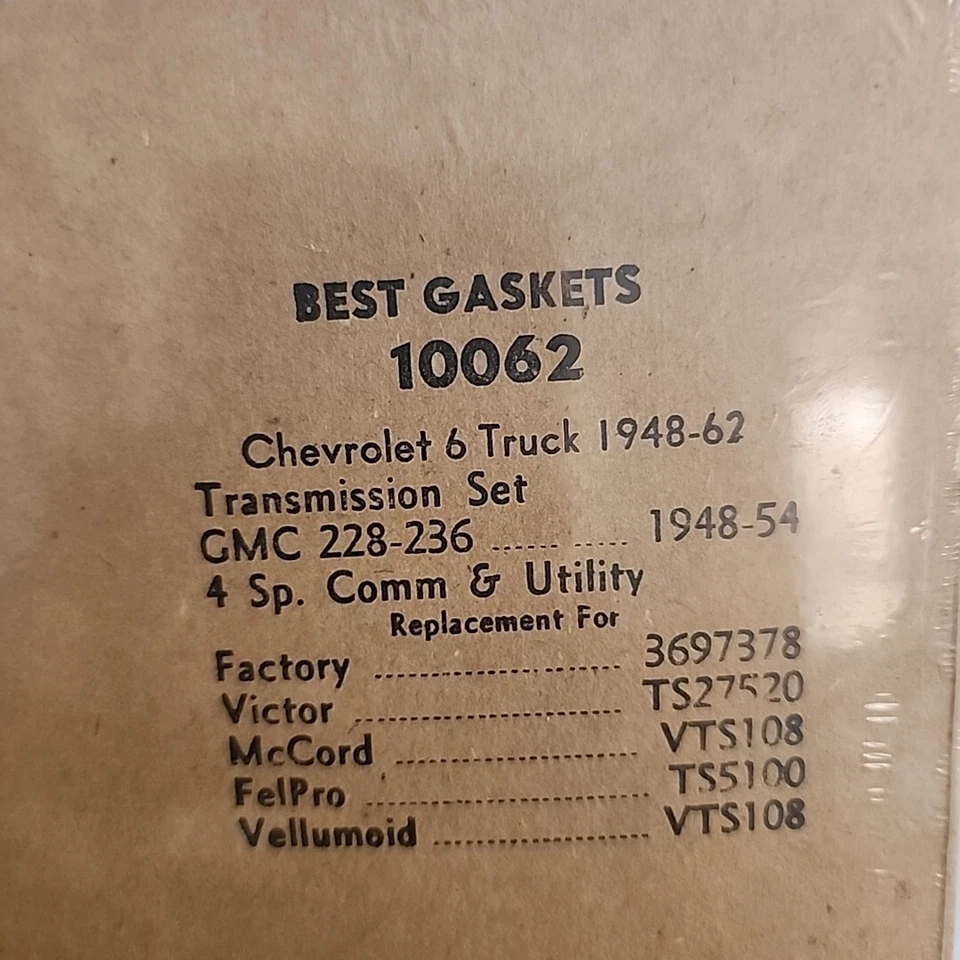 BEST GASKETS
10062
Chevrolet 6 Truck 1948-62
Transmission Set
GMC 228-236 ...... ..... 1948-54
4 Sp. Comm & Utility
Replacement For
Factory ........................... 3697378
Victor ............................. TS27520
McCord .......................... VTS108
FelPro .............................. TS5100
Vellumoid ....................... VTS108